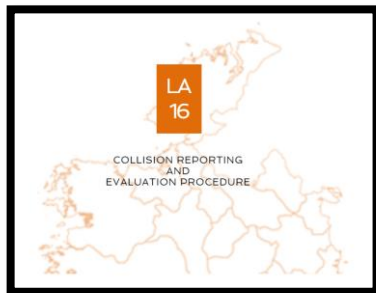 LA
16
COLLISION REPORTING
AND
EVALUATION PROCEDURE